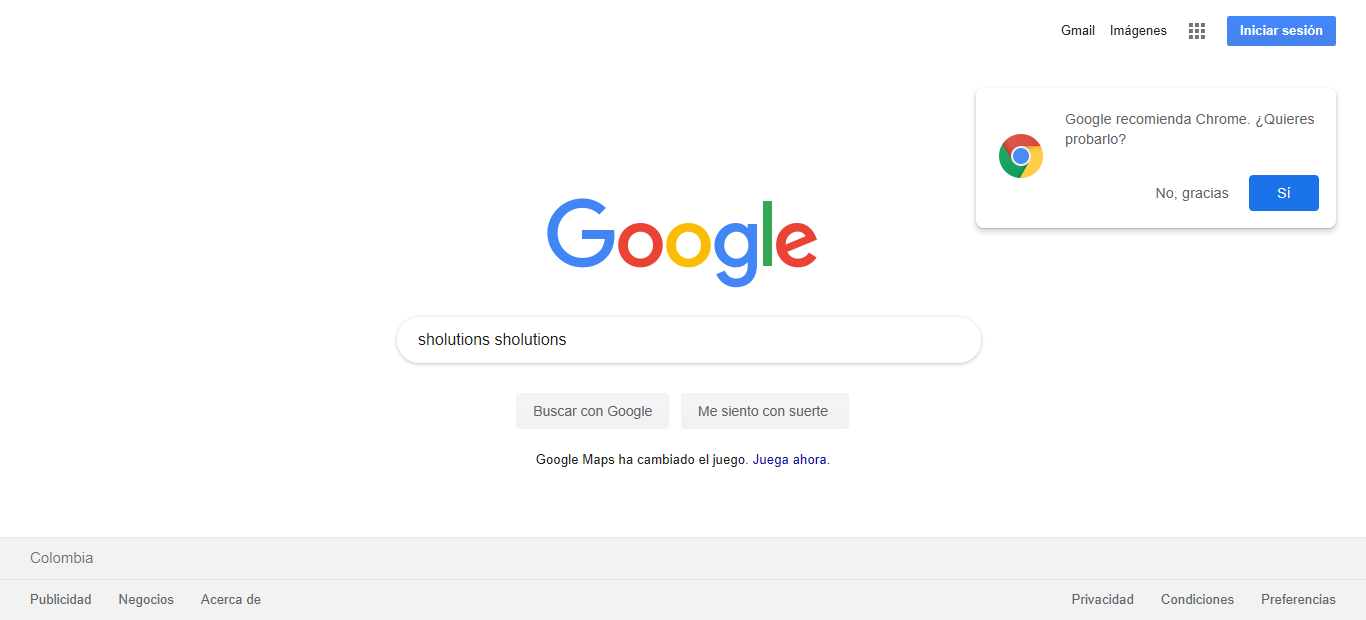 Gmail Imágenes Iniciar sesión
Google recomienda Chrome. ¿Quieres
probarlo?
No, gracias Sí
Google
sholutions sholutions
Buscar con Google Me siento con suerte
Google Maps ha cambiado el juego. Juega ahora.
Colombia
Publicidad Negocios Acerca de Privacidad Condiciones Preferencias